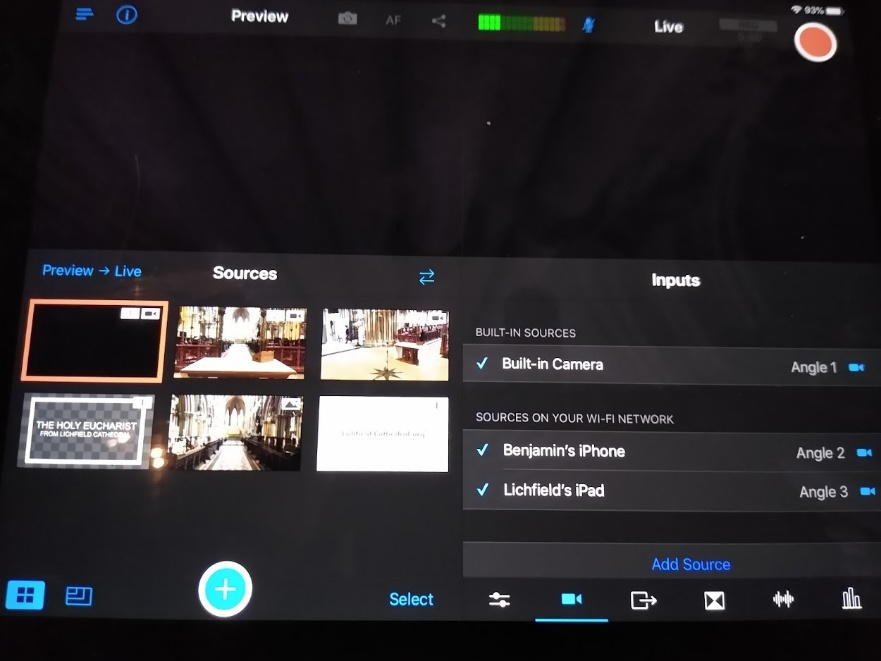 Preview
AF
Live
93%
Preview → Live
Sources
Inputs
BUILT-IN SOURCES
Built-in Camera
Angle 1
SOURCES ON YOUR WI-FI NETWORK
Benjamin's iPhone
Angle 2
Lichfield's iPad
Angle 3
THE HOLY EUCHARIST
FROM LICHFIELD CATHEDRAL
Add Source
Select